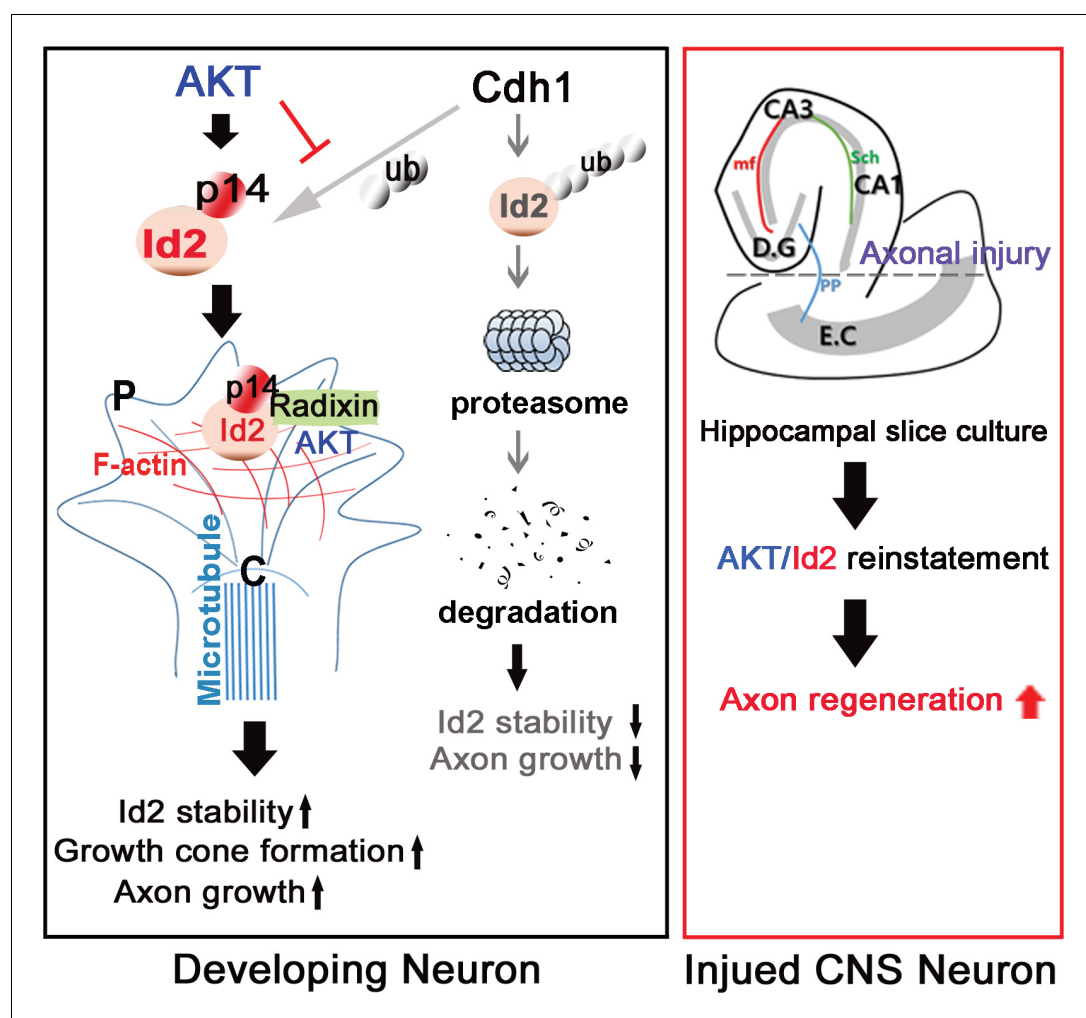 AKT
Cdh1
p14
ub
ub
Id2
Id2
proteasome
P
p14
Radixin
Id2
AKT
F-actin
Microtubule
C
degradation
Id2 stability
Axon growth
Id2 stability
Growth cone formation
Axon growth
Developing Neuron
CA3
mf
Sch
CA1
D.G
Axonal injury
PP
E.C
Hippocampal slice culture
AKT/Id2 reinstatement
Axon regeneration
Injued CNS Neuron